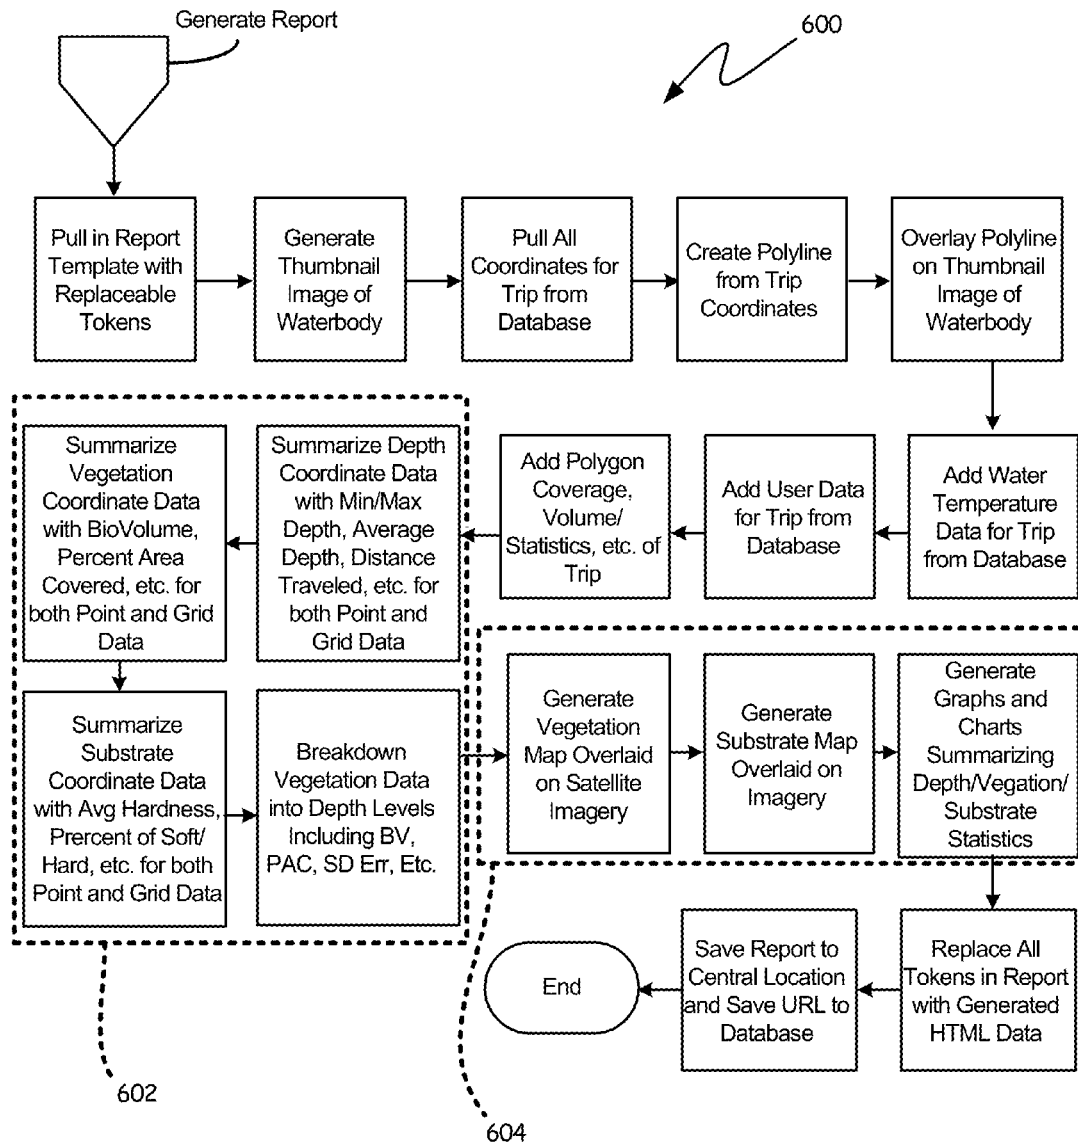 Generate Report
600
Pull in Report
Template with
Replaceable
Tokens
Generate
Thumbnail
Image of
Waterbody
Pull All
Coordinates for
Trip from
Database
Create Polyline
from Trip
Coordinates
Overlay Polyline
on Thumbnail
Image of
Waterbody
Add Water
Temperature
Data for Trip
from Database
Add User Data
for Trip from
Database
Add Polygon
Coverage,
Volume/
Statistics, etc. of
Trip
Summarize Depth
Coordinate Data
with Min/Max
Depth, Average
Depth, Distance
Traveled, etc. for
both Point and
Grid Data
Summarize
Vegetation
Coordinate Data
with BioVolume,
Percent Area
Covered, etc. for
both Point and Grid
Data
Summarize
Substrate
Coordinate Data
with Avg Hardness,
Prercent of Soft/
Hard, etc. for both
Point and Grid Data
Breakdown
Vegetation Data
into Depth Levels
Including BV,
PAC, SD Err, Etc.
Generate
Vegetation
Map Overlaid
on Satellite
Imagery
Generate
Substrate Map
Overlaid on
Imagery
Generate
Graphs and
Charts
Summarizing
Depth/Vegation/
Substrate
Statistics
Replace All
Tokens in Report
with Generated
HTML Data
Save Report to
Central Location
and Save URL to
Database
End
602
604